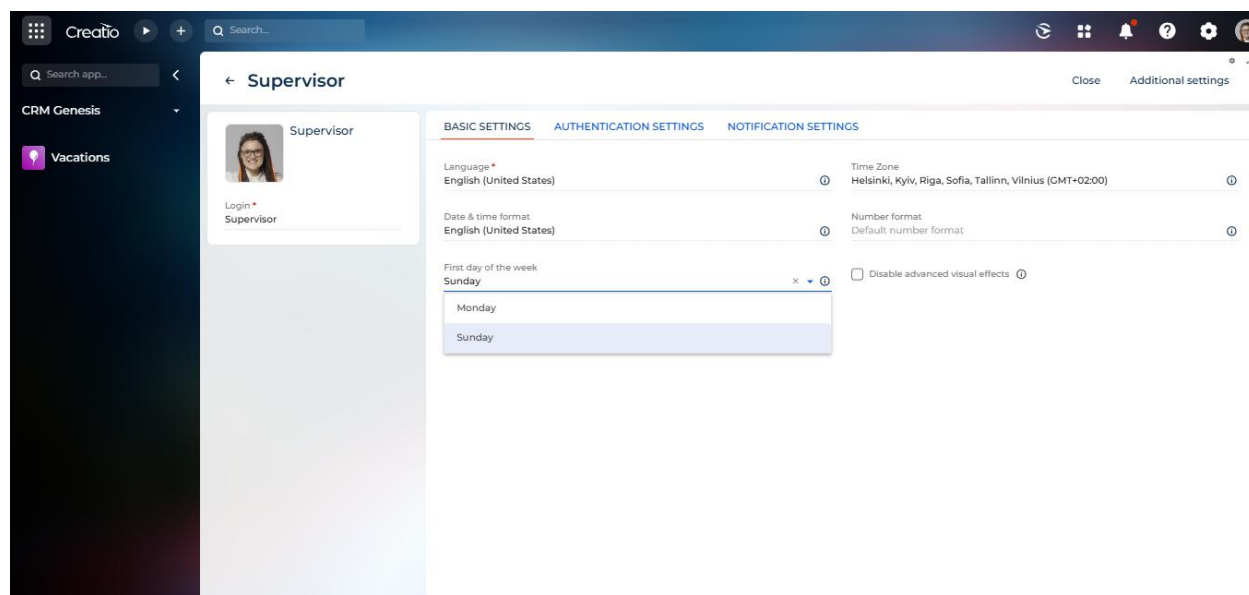 Creatio
Search...
Search app...
CRM Genesis
Vacations
Supervisor
Close
Additional settings
Supervisor
Login *
Supervisor
BASIC SETTINGS
AUTHENTICATION SETTINGS
NOTIFICATION SETTINGS
Language *
English (United States)
Time Zone
Helsinki, Kyiv, Riga, Sofia, Tallinn, Vilnius (GMT+02:00)
Date & time format
English (United States)
Number format
Default number format
First day of the week
Sunday
Disable advanced visual effects
Monday
Sunday